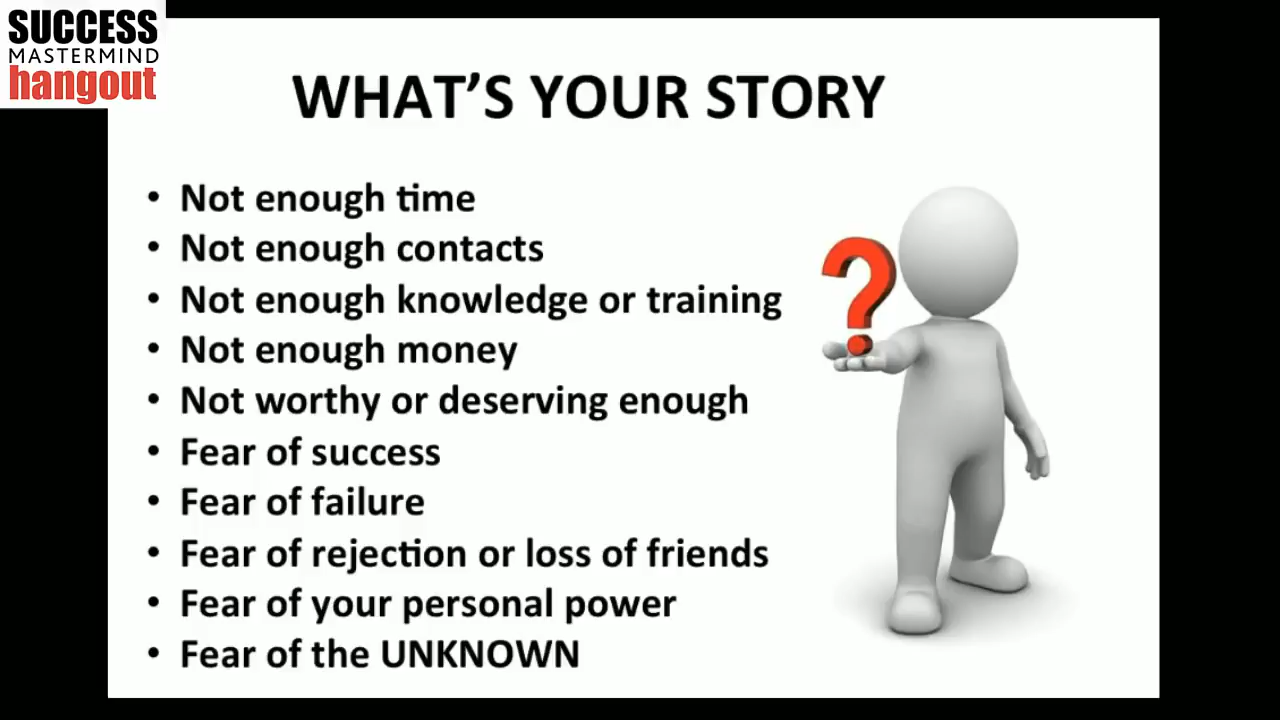 SUCCESS
MASTERMIND
hangout
WHAT'S YOUR STORY
• Not enough time
• Not enough contacts
• Not enough knowledge or training
• Not enough money
• Not worthy or deserving enough
• Fear of success
• Fear of failure
• Fear of rejection or loss of friends
• Fear of your personal power
• Fear of the UNKNOWN
?